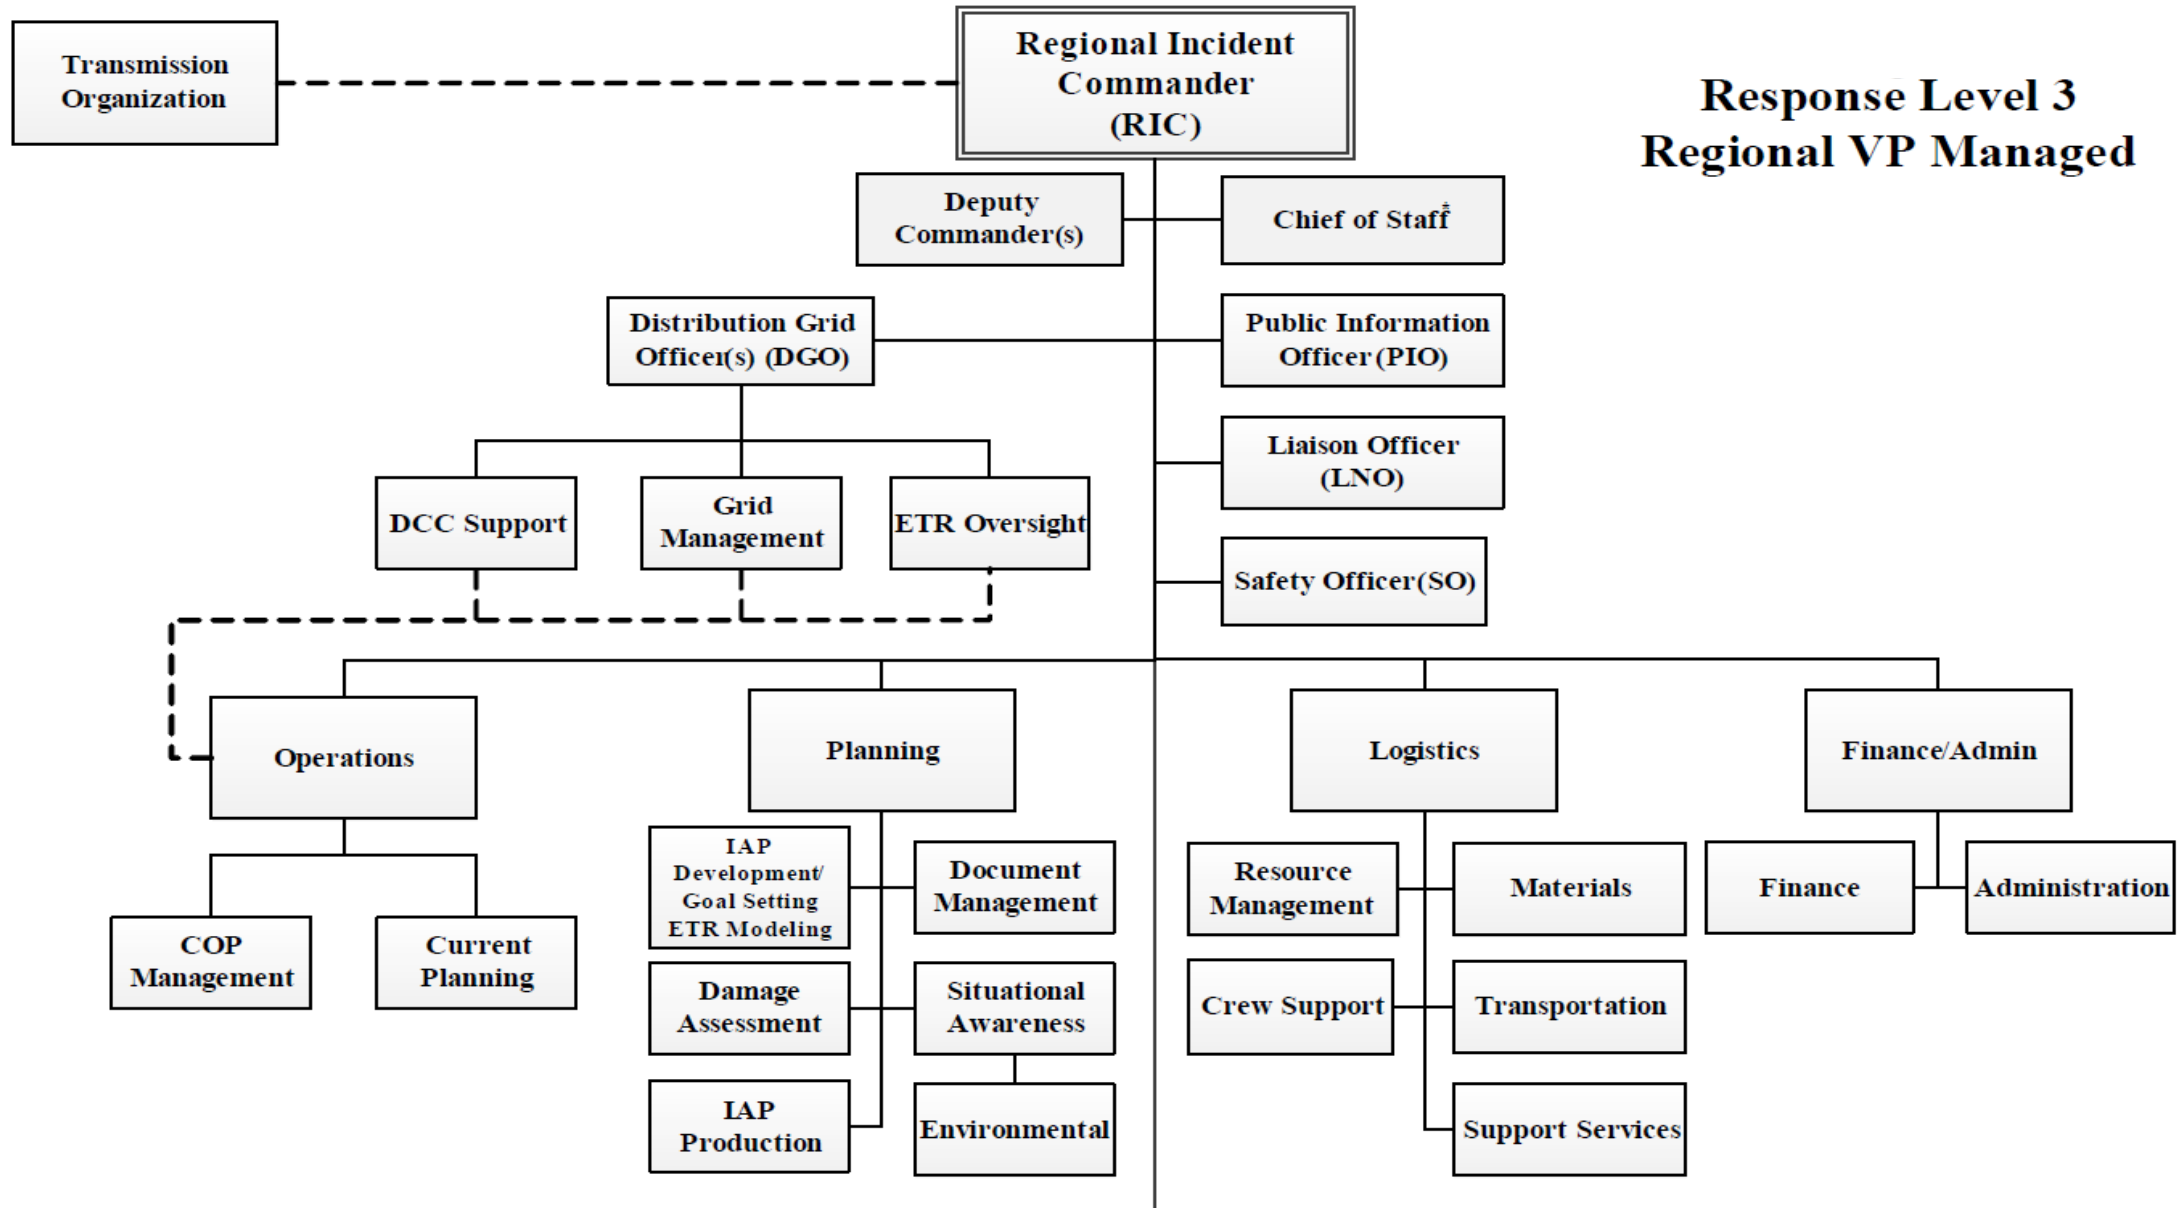 Transmission
Organization
Regional Incident
Commander
(RIC)
Response Level 3
Regional VP Managed
Deputy
Commander(s)
Chief of Staff*
Distribution Grid
Officer(s) (DGO)
Public Information
Officer (PIO)
Liaison Officer
(LNO)
DCC Support
Grid
Management
ETR Oversight
Safety Officer(SO)
Operations
Planning
Logistics
Finance/Admin
COP
Management
Current
Planning
IAP
Development/
Goal Setting
ETR Modeling
Document
Management
Damage
Assessment
Situational
Awareness
IAP
Production
Environmental
Resource
Management
Materials
Crew Support
Transportation
Support Services
Finance
Administration